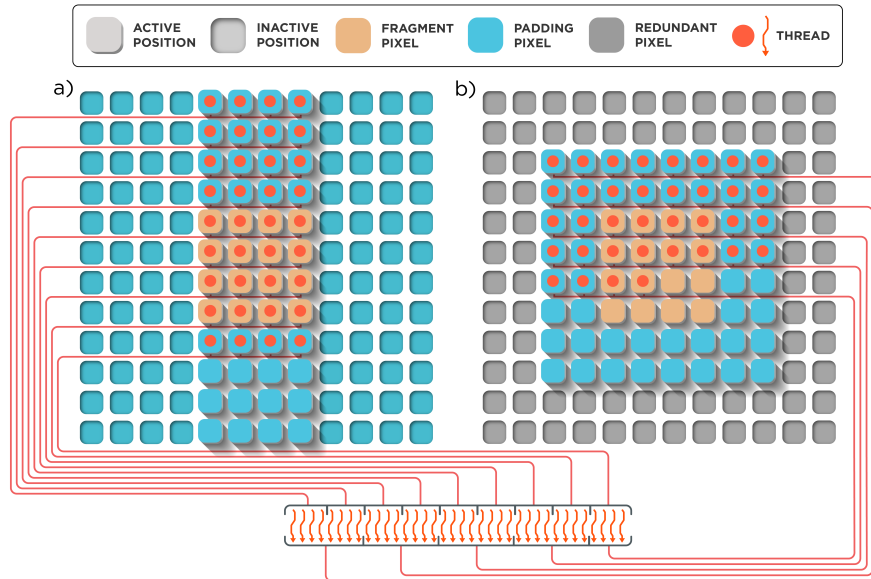 ACTIVE
POSITION
INACTIVE
POSITION
FRAGMENT
PIXEL
PADDING
PIXEL
REDUNDANT
PIXEL
THREAD
a)
b)